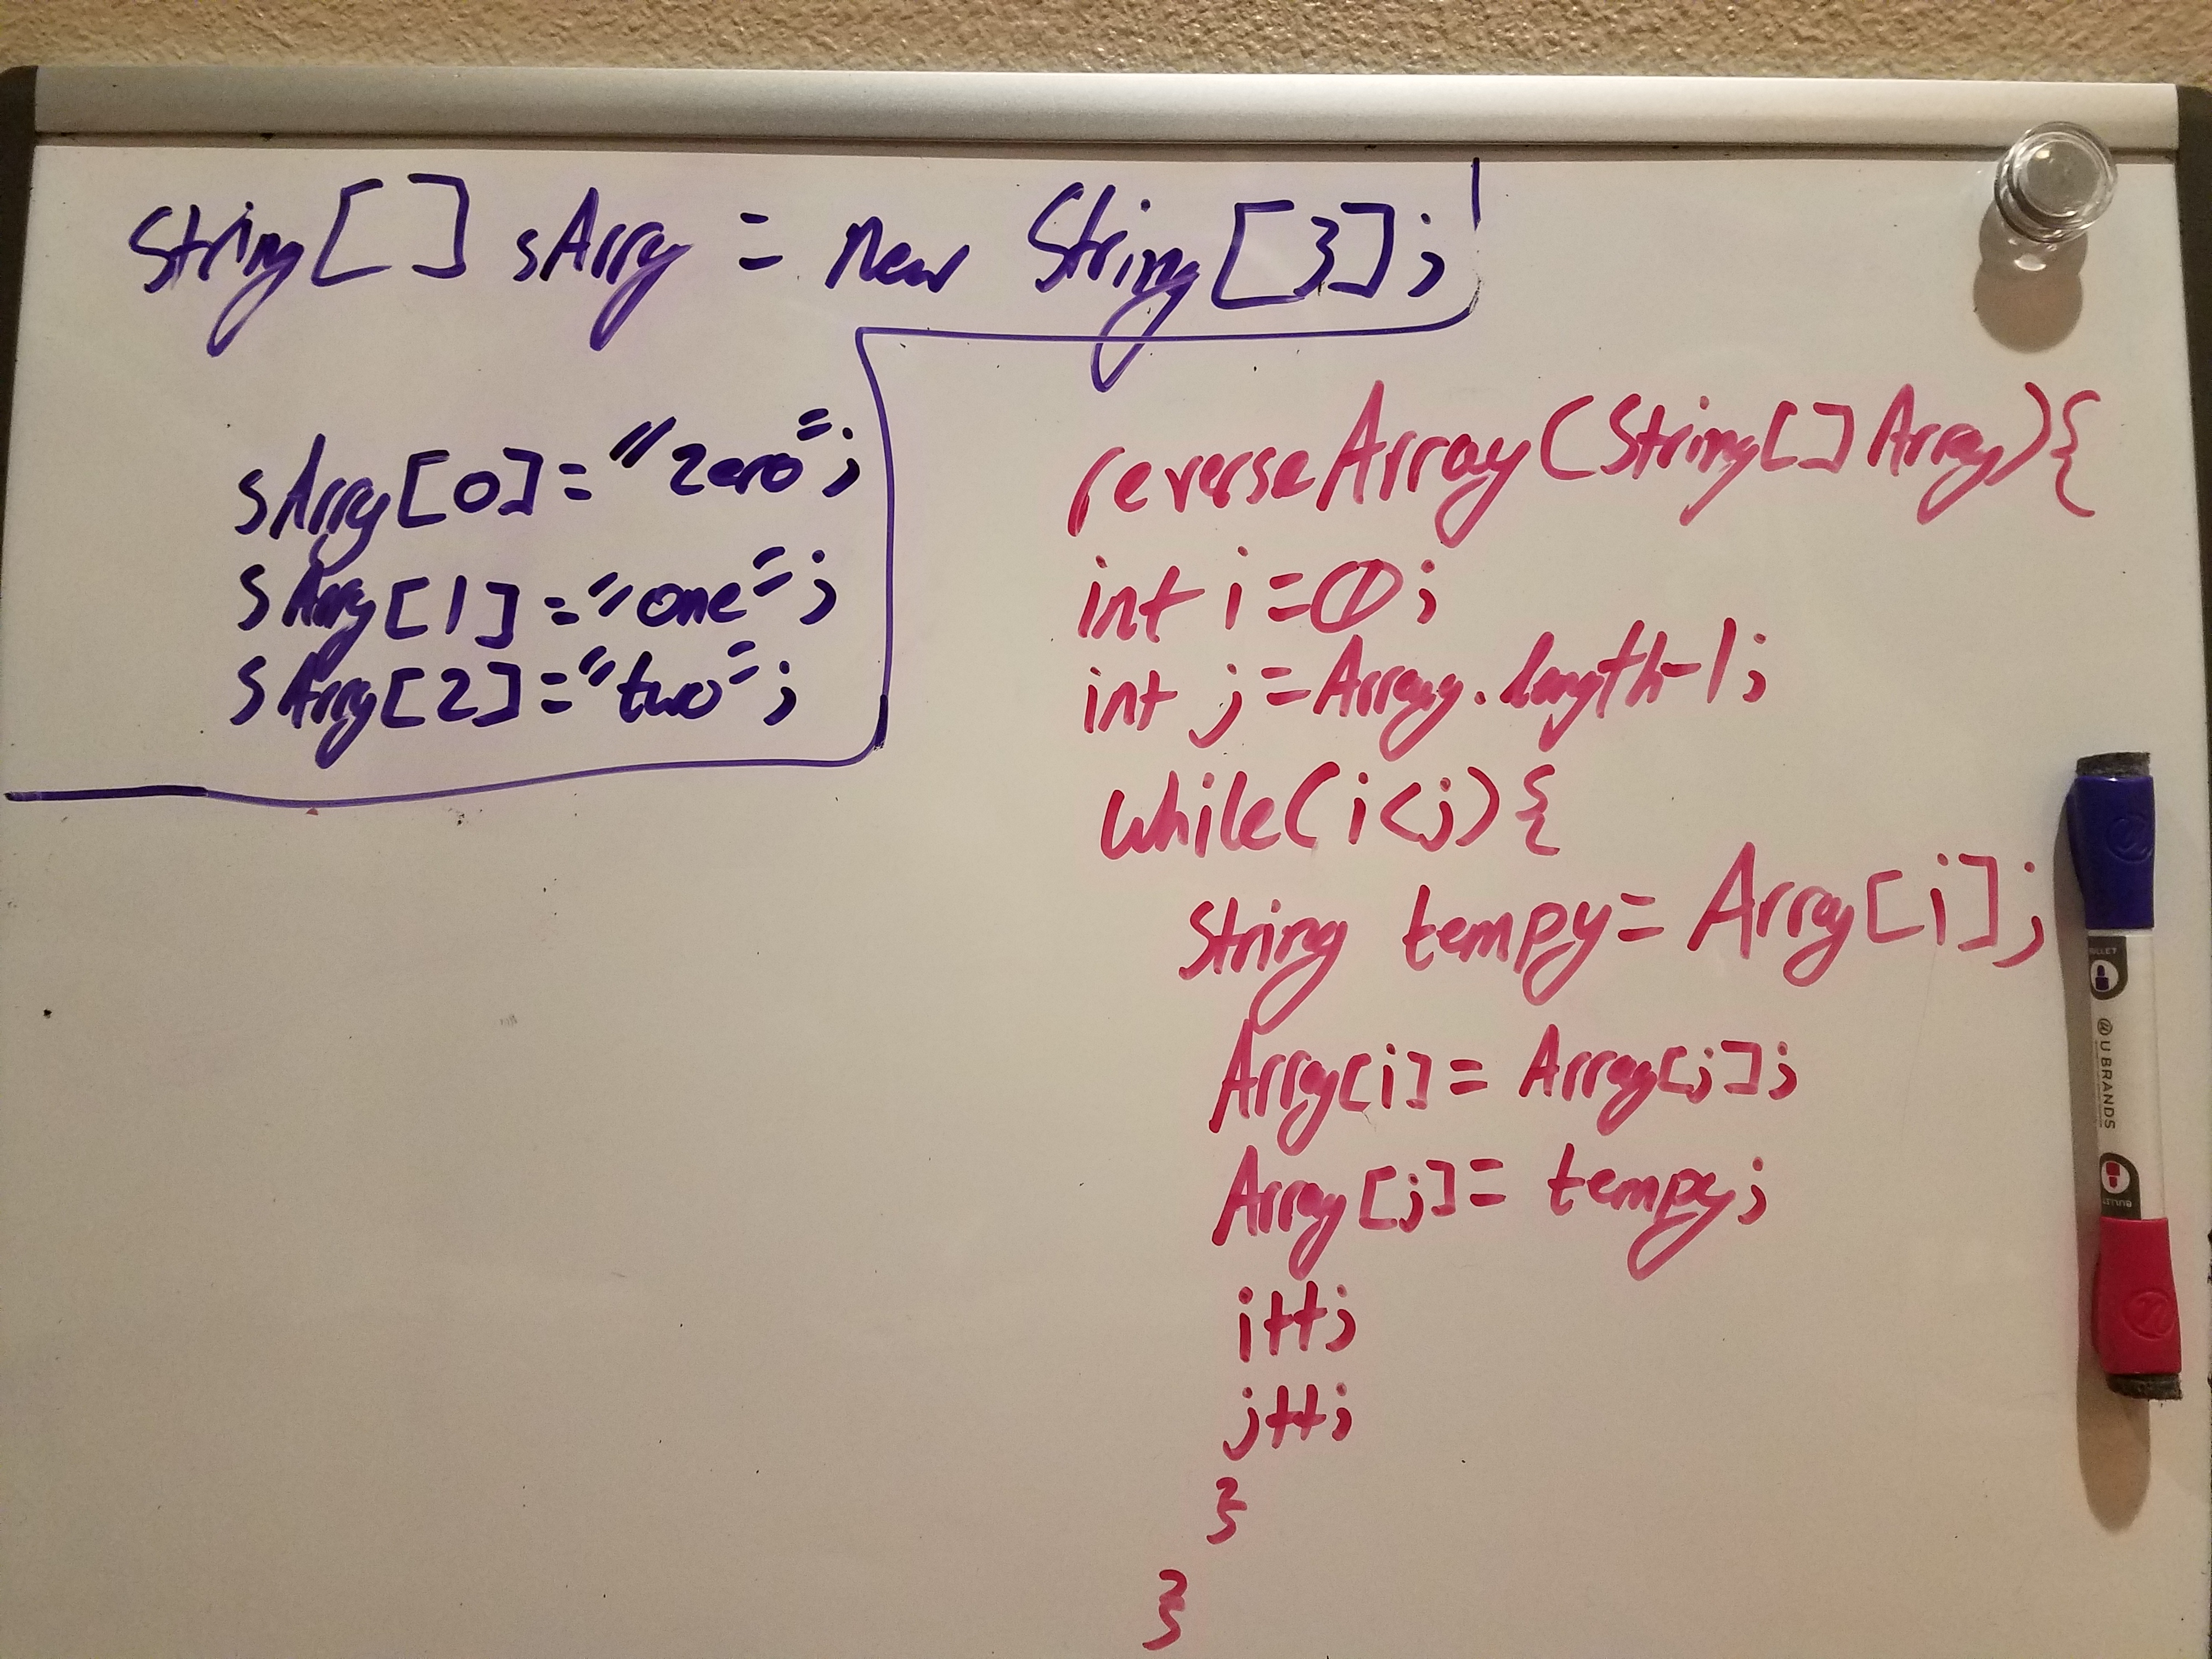 String[] sArry = new String[3];
sArry[0]="zero";
sArry[1]="one";
sArry[2]="two";
reverseArray(String[] Array){
int i=0;
int j=Array.length-1;
while(i<j){
String tempy= Array[i];
Array[i]= Array[j];
Array[j]= tempy;
i++;
j++;
}
}
BULLET
U BRANDS
BULLET